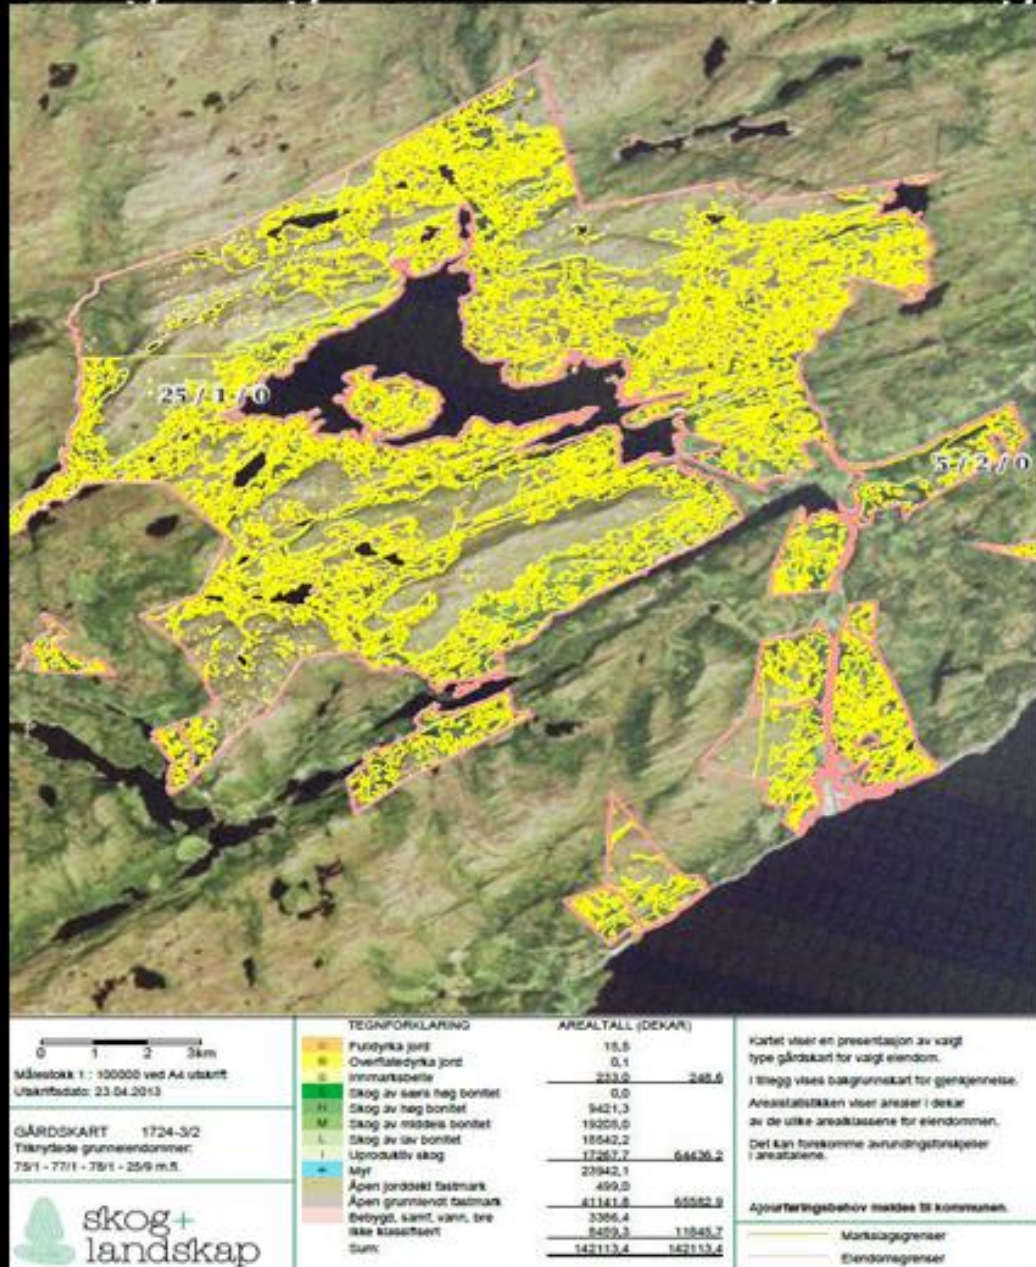 25 / 1 / 0
5 / 2 / 0
0 1 2 3km
Målestokk 1 : 100000 ved A4 utskrift
Utskriftsdato: 23.04.2013
GÅRDSKART 1724-3/2
Tilknyttede grunneiendommer:
75/1 - 77/1 - 78/1 - 25/9 m.fl.
skog+
landskap
TEGNFORKLARING AREALTALL (DEKAR)
Fulldyrka jord 15,5
Overflatedyrka jord 0,1
Innmarksbeite 233,0 248,6
Skog av særs høg bonitet 0,0
H Skog av høg bonitet 9421,3
M Skog av middels bonitet 19205,0
L Skog av lav bonitet 18542,2
I Uproduktiv skog 17267,7 64436,2
Myr 23942,1
Åpen jorddekt fastmark 499,0
Åpen grunnlendt fastmark 41141,8 65582,9
Bebygd, samf, vann, bre 3386,4
Ikke klassifisert 8459,3 11845,7
Sum: 142113,4 142113,4
Kartet viser en presentasjon av valgt
type gårdskart for valgt eiendom.
I tillegg vises bakgrunnskart for gjenkjennelse.
Arealstatistikken viser arealer i dekar
av de ulike arealklassene for eiendommen.
Det kan forekomme avrundingsforskjeller
i arealtallene.
Ajourføringsbehov meldes til kommunen.
Markslagsgrenser
Eiendomsgrenser